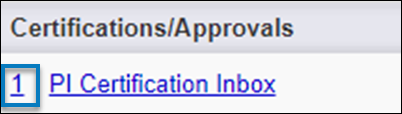 Certifications/Approvals
1 PI Certification Inbox